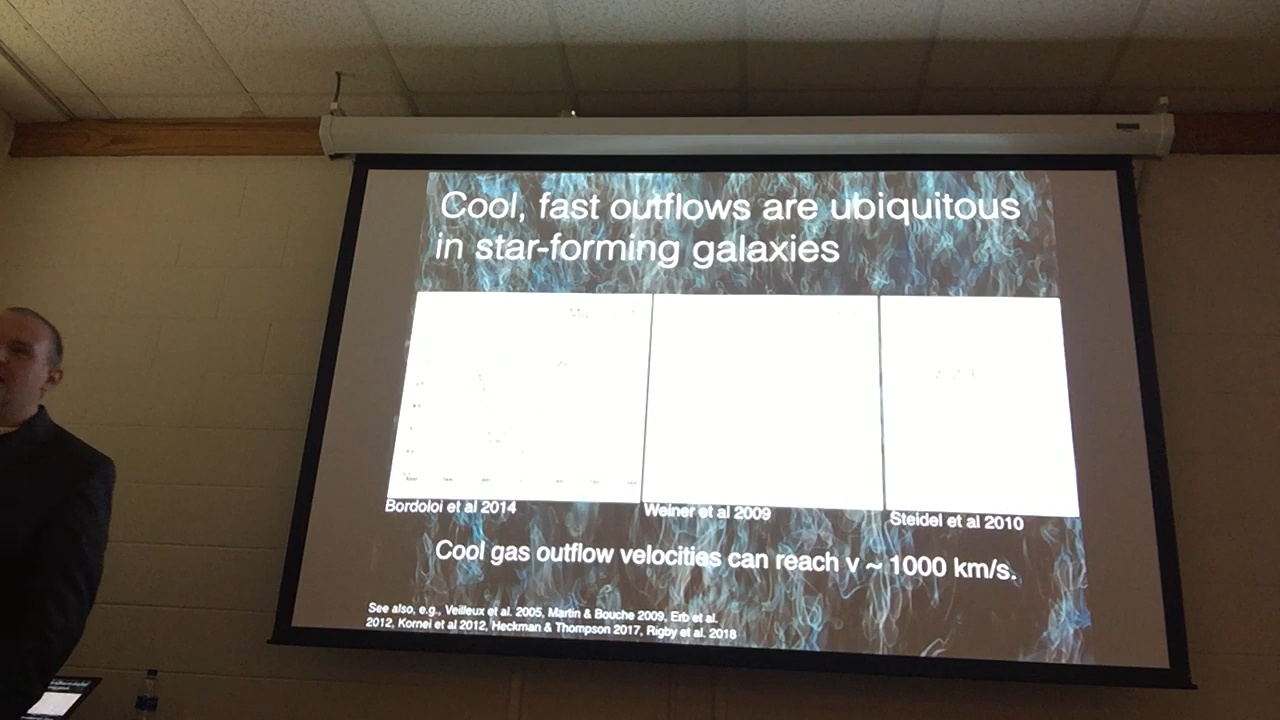 Cool, fast outflows are ubiquitous
in star-forming galaxies
Bordoloi et al 2014
Weiner et al 2009
Steidel et al 2010
Cool gas outflow velocities can reach v ~ 1000 km/s.
See also, e.g., Veilleux et al. 2005, Martin & Bouche 2009, Erb et al.
2012, Kornei et al 2012, Heckman & Thompson 2017, Rigby et al. 2018